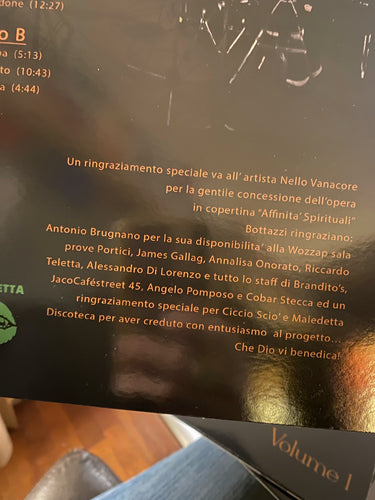 done (12:27)
o B
pa (5:13)
to (10:43)
a (4:44)
Un ringraziamento speciale va all' artista Nello Vanacore
per la gentile concessione dell'opera
in copertina "Affinita' Spirituali"
Bottazzi ringraziano:
Antonio Brugnano per la sua disponibilita' alla Wozzap sala
prove Portici, James Gallag, Annalisa Onorato, Riccardo
Teletta, Alessandro Di Lorenzo e tutto lo staff di Brandito's,
JacoCaféstreet 45, Angelo Pomposo e Cobar Stecca ed un
ringraziamento speciale per Ciccio Scio' e Maledetta
Discoteca per aver creduto con entusiasmo al progetto...
Che Dio vi benedica!
ETTA
Volume 1